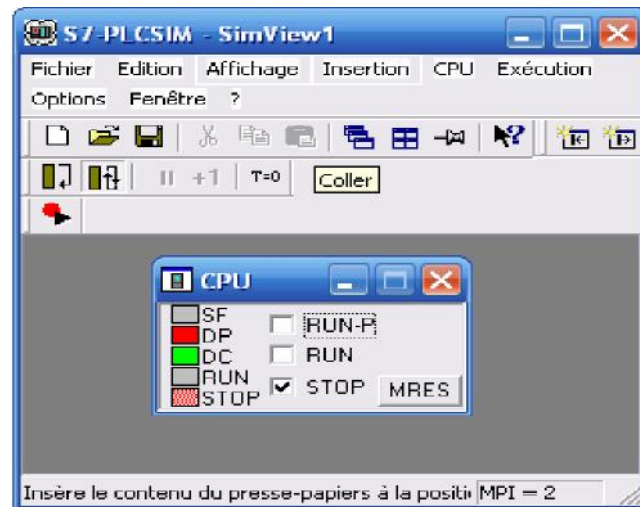 S7-PLCSIM - SimView1
Fichier Edition Affichage Insertion CPU Exécution
Options Fenêtre ?
+1 T=0 Coller
CPU
SF
DP
DC
RUN
STOP
RUN-P
RUN
STOP MRES
Insère le contenu du presse-papiers à la positi MPI = 2